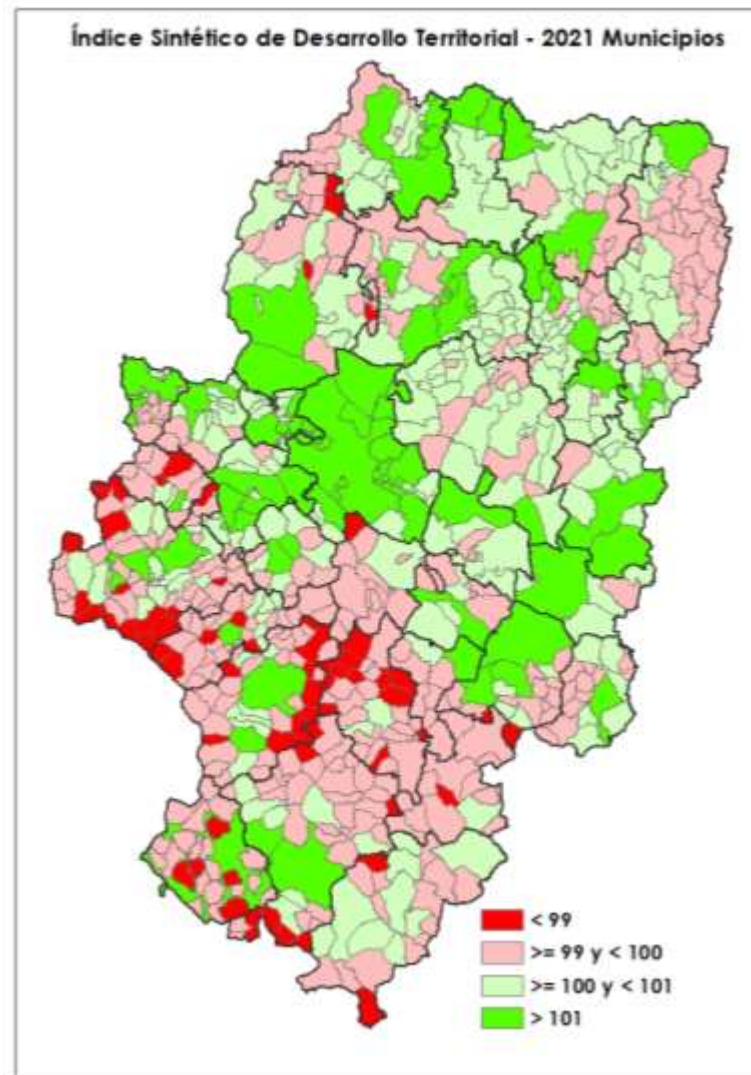 Índice Sintético de Desarrollo Territorial - 2021 Municipios
< 99
>= 99 y < 100
>= 100 y < 101
> 101